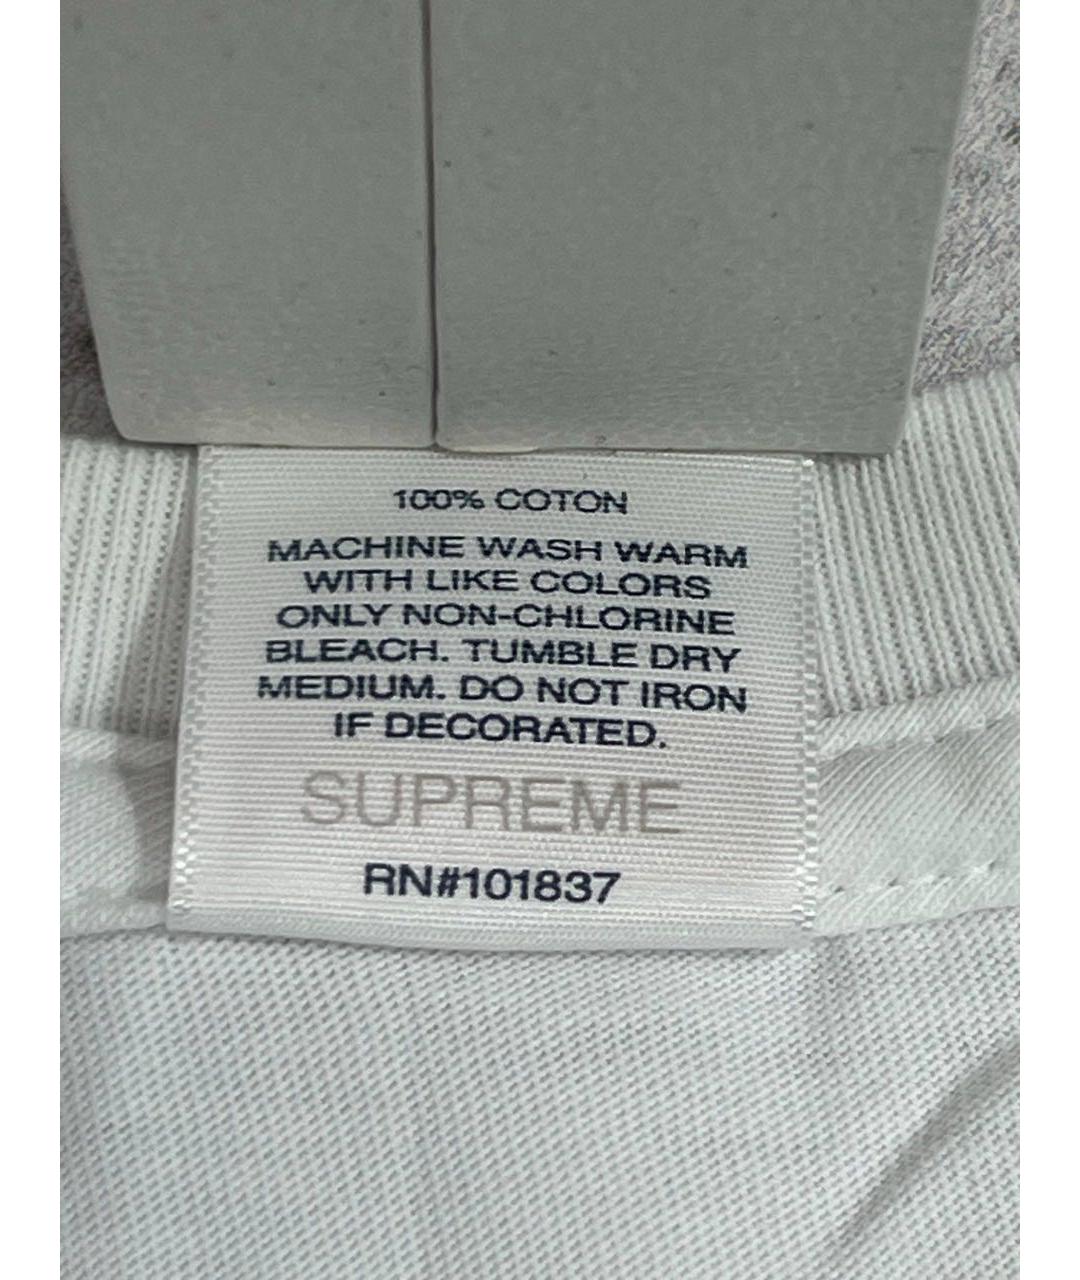 100% COTON
MACHINE WASH WARM
WITH LIKE COLORS
ONLY NON-CHLORINE
BLEACH. TUMBLE DRY
MEDIUM. DO NOT IRON
IF DECORATED.
SUPREME
RN#101837